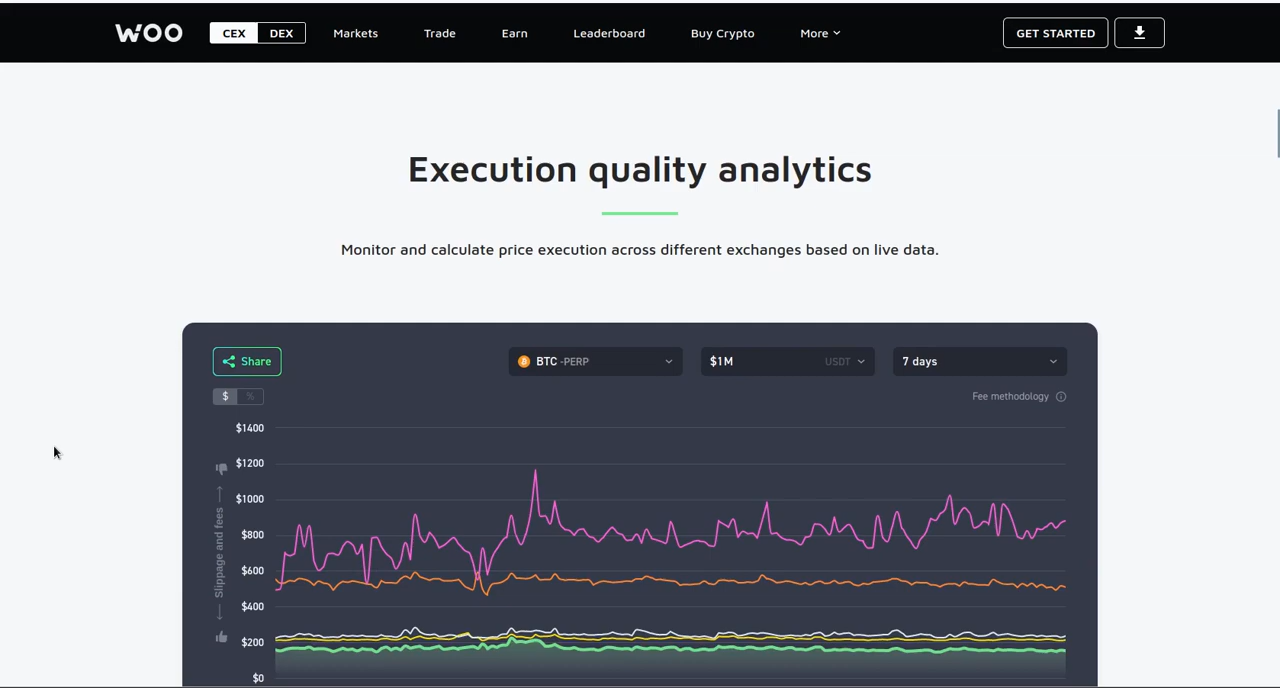 WOO CEX DEX Markets Trade Earn Leaderboard Buy Crypto More GET STARTED
Execution quality analytics
Monitor and calculate price execution across different exchanges based on live data.
Share BTC -PERP $1M USDT 7 days
$ % Fee methodology
$1400
$1200
$1000
$800
$600
$400
$200
$0
Slippage and fees